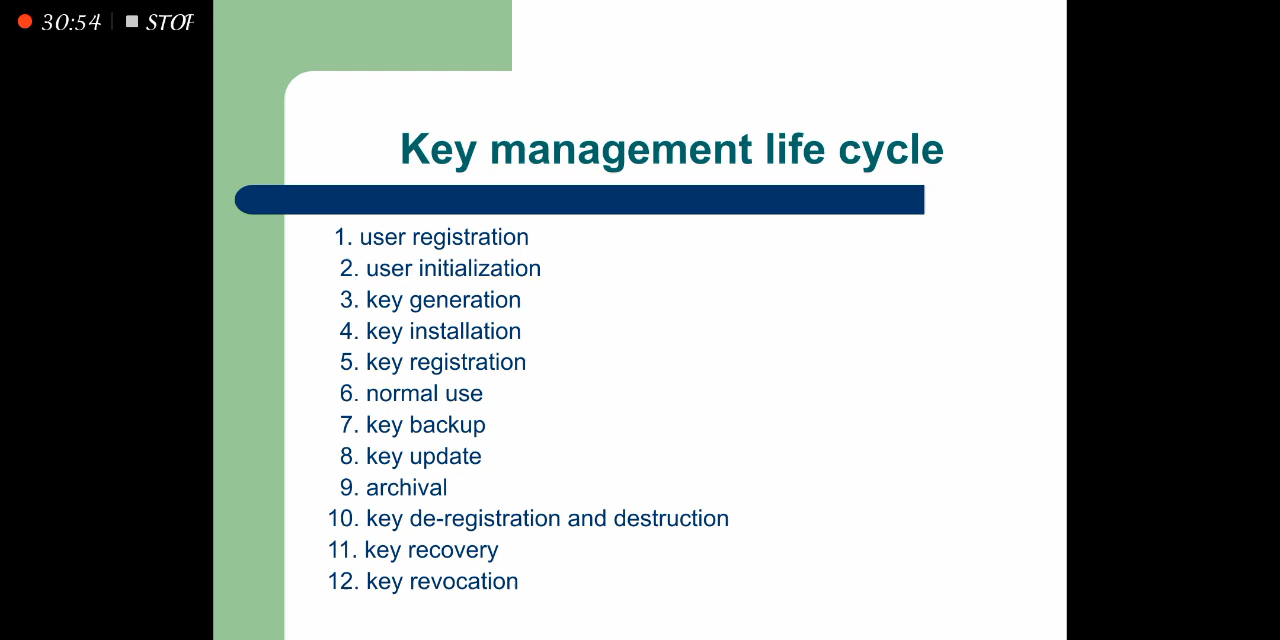 30:54 STOP
Key management life cycle
1. user registration
2. user initialization
3. key generation
4. key installation
5. key registration
6. normal use
7. key backup
8. key update
9. archival
10. key de-registration and destruction
11. key recovery
12. key revocation